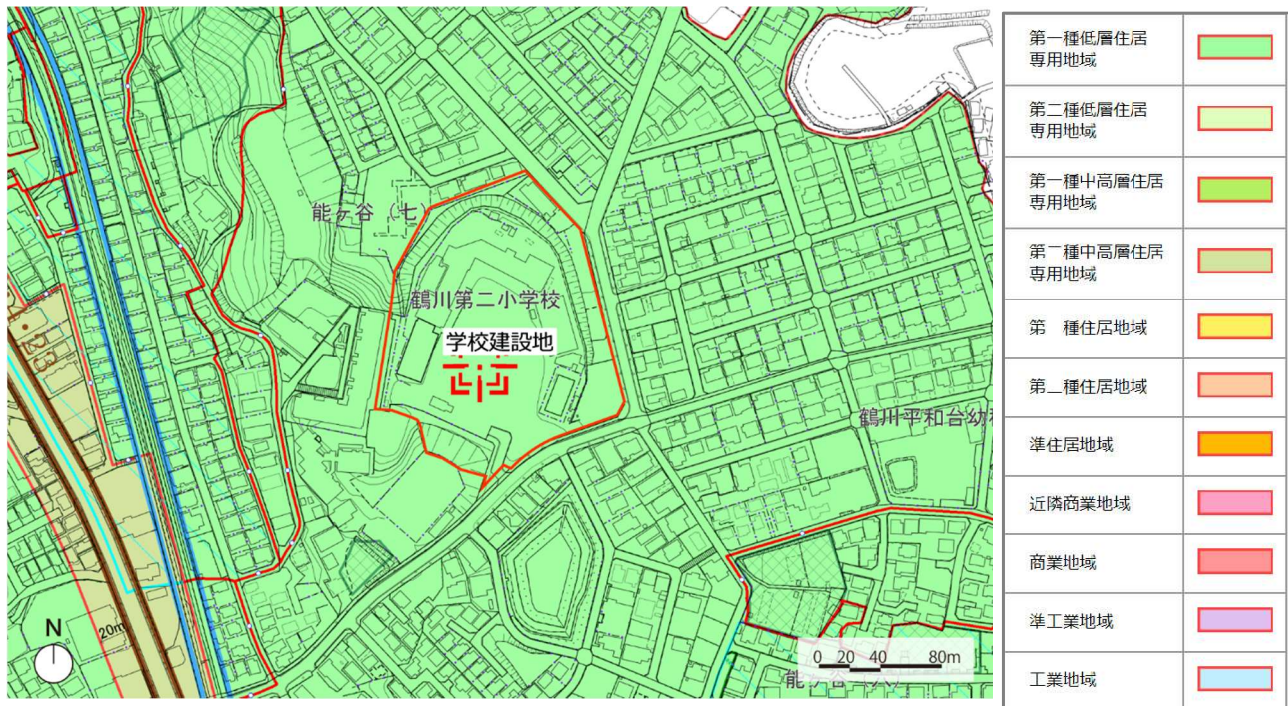 能ヶ谷（七）
鶴川第二小学校
学校建設地
鶴川平和台幼稚
N
20m
0 20 40 80m
能ヶ谷（六）
第一種低層住居
専用地域
第二種低層住居
専用地域
第一種中高層住居
専用地域
第二種中高層住居
専用地域
第 種住居地域
第二種住居地域
準住居地域
近隣商業地域
商業地域
準工業地域
工業地域